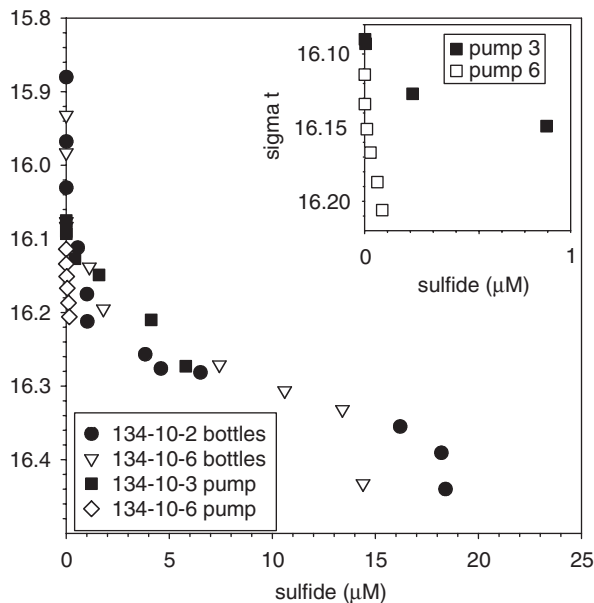 15.8
15.9
16.0
16.1
16.2
16.3
16.4
0 5 10 15 20 25
sulfide (μM)
134-10-2 bottles
134-10-6 bottles
134-10-3 pump
134-10-6 pump
16.10
16.15
16.20
sigma t
0 1
sulfide (μM)
pump 3
pump 6